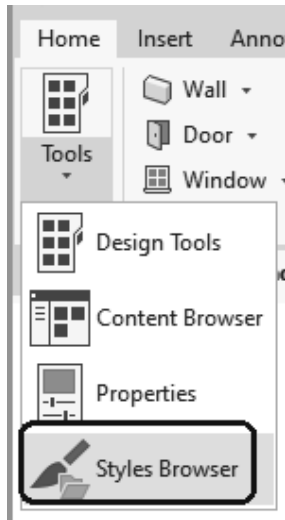 Home Insert Anno
Wall
Door
Tools
Window
Design Tools
Content Browser
Properties
Styles Browser